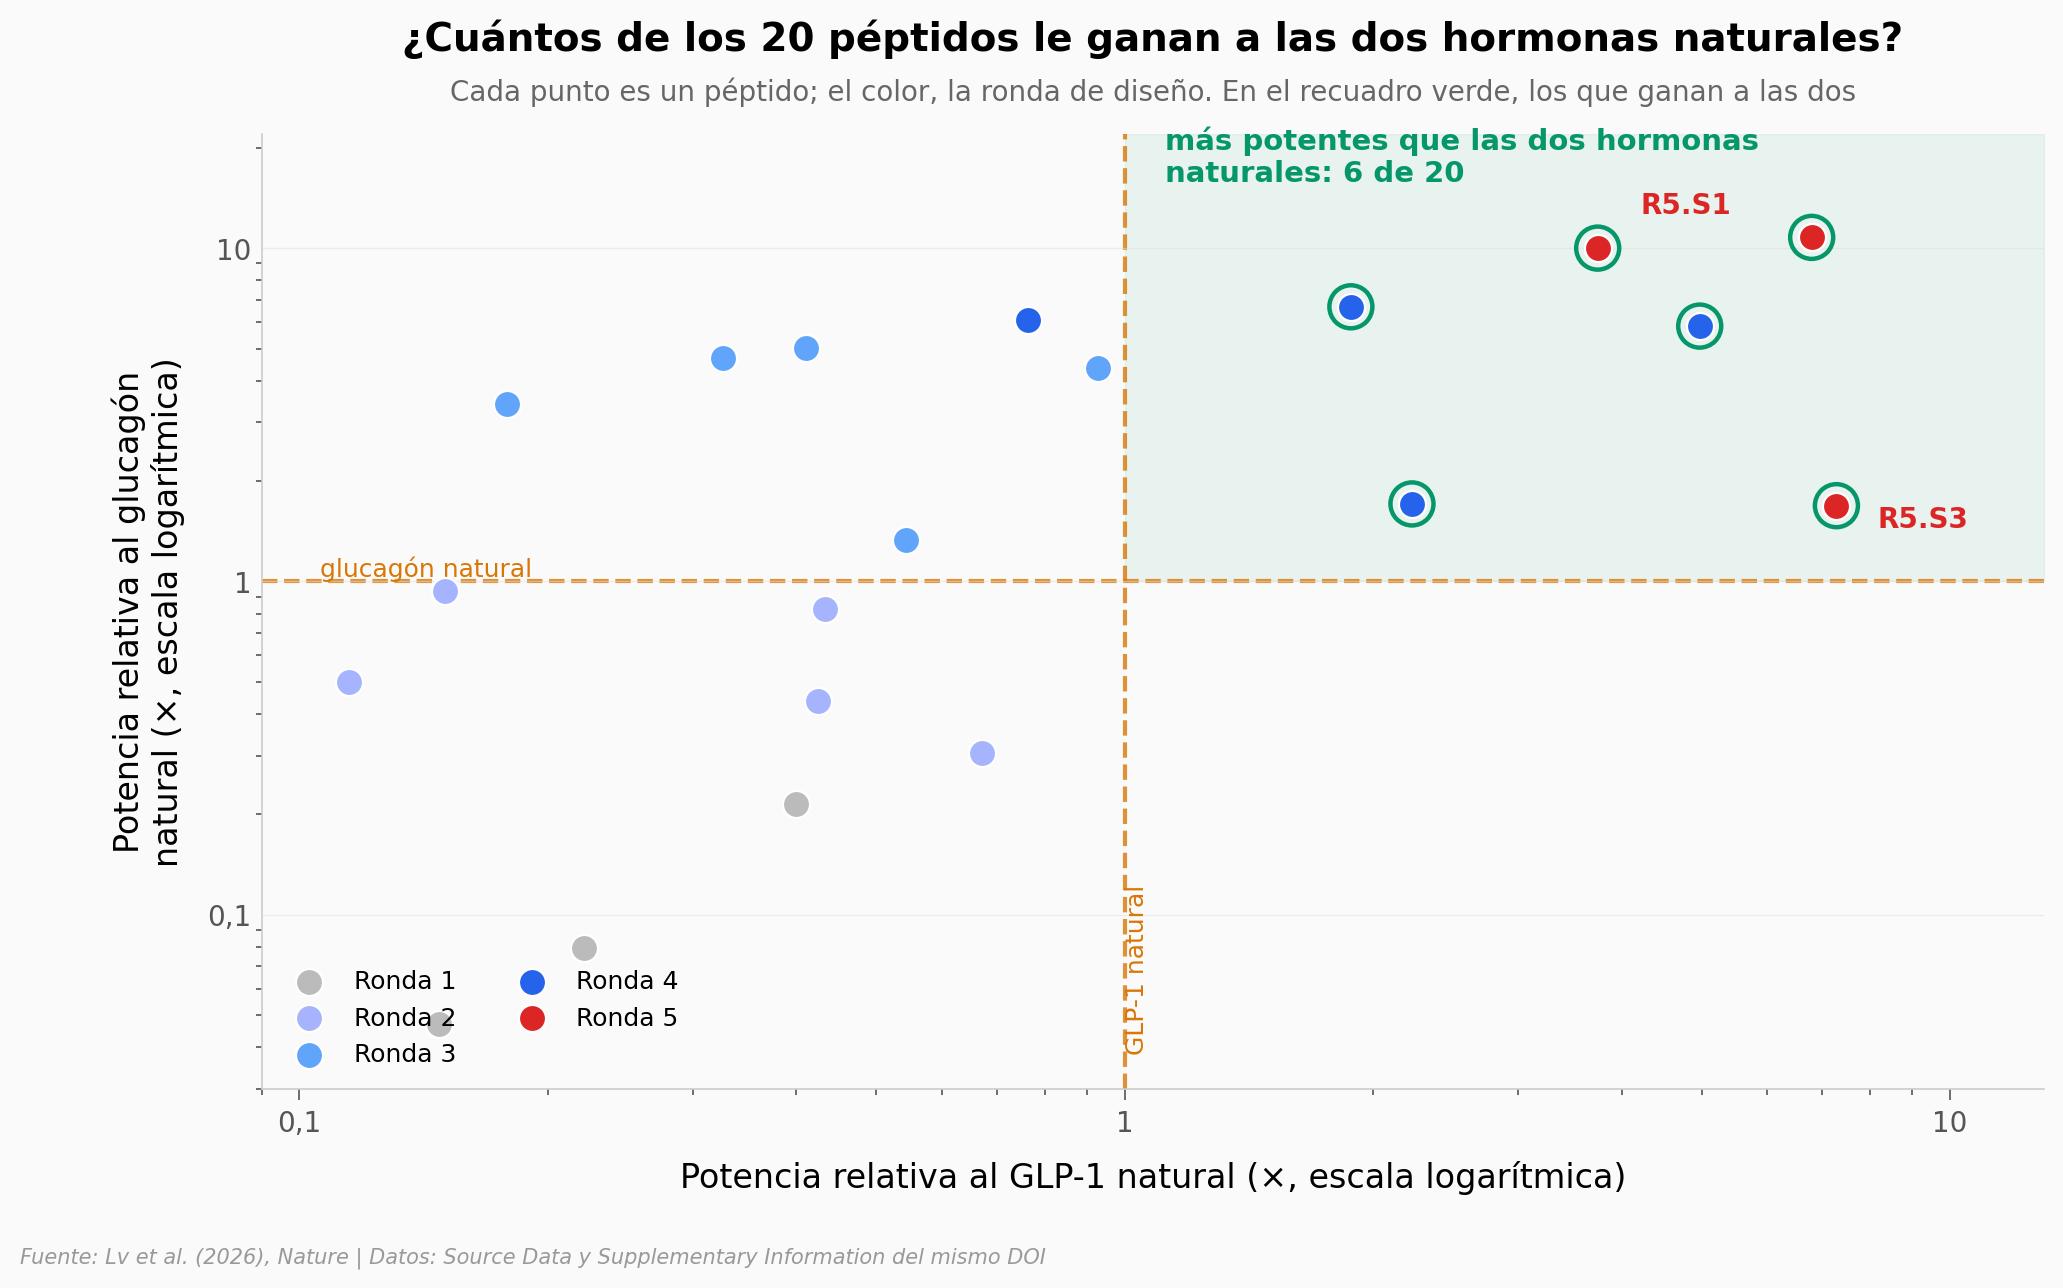 ¿Cuántos de los 20 péptidos le ganan a las dos hormonas naturales?
Cada punto es un péptido; el color, la ronda de diseño. En el recuadro verde, los que ganan a las dos
más potentes que las dos hormonas
naturales: 6 de 20
R5.S1
R5.S3
Potencia relativa al glucagón
natural (×, escala logarítmica)
10
1
0,1
glucagón natural
GLP-1 natural
Ronda 1
Ronda 2
Ronda 3
Ronda 4
Ronda 5
0,1
1
10
Potencia relativa al GLP-1 natural (×, escala logarítmica)
Fuente: Lv et al. (2026), Nature | Datos: Source Data y Supplementary Information del mismo DOI